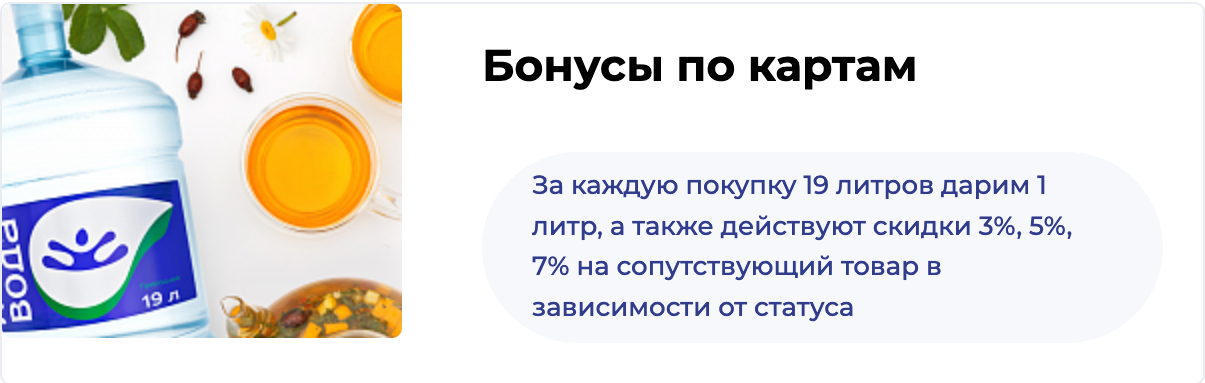 Бонусы по картам
За каждую покупку 19 литров дарим 1
литр, а также действуют скидки 3%, 5%,
7% на сопутствующий товар в
зависимости от статуса
вода
19 л